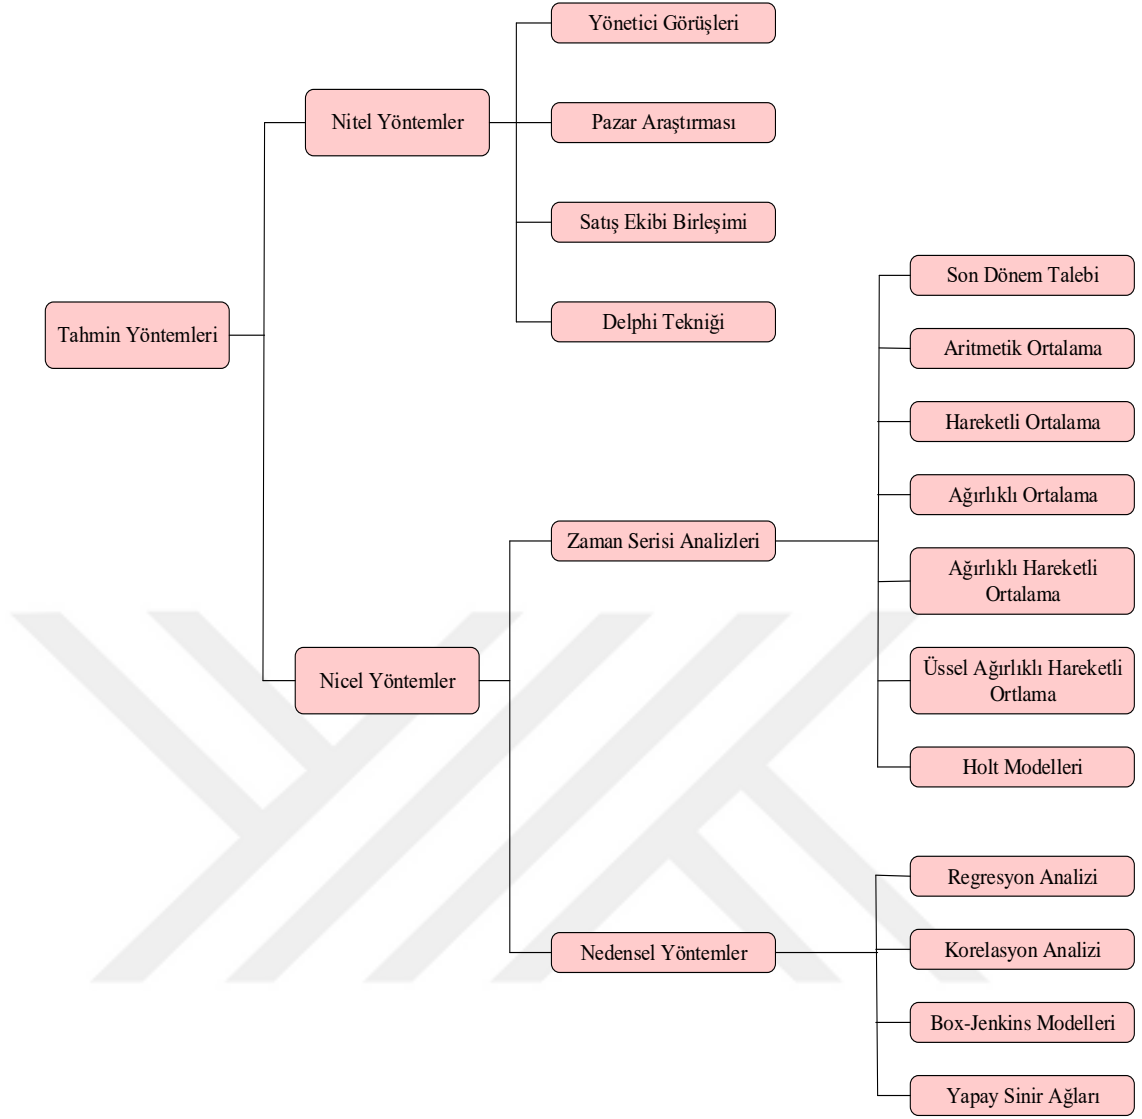 Yönetici Görüşleri
Nitel Yöntemler
Pazar Araştırması
Satış Ekibi Birleşimi
Delphi Tekniği
Tahmin Yöntemleri
Son Dönem Talebi
Aritmetik Ortalama
Hareketli Ortalama
Ağırlıklı Ortalama
Zaman Serisi Analizleri
Ağırlıklı Hareketli
Ortalama
Nicel Yöntemler
Üssel Ağırlıklı Hareketli
Ortlama
Holt Modelleri
Regresyon Analizi
Nedensel Yöntemler
Korelasyon Analizi
Box-Jenkins Modelleri
Yapay Sinir Ağları